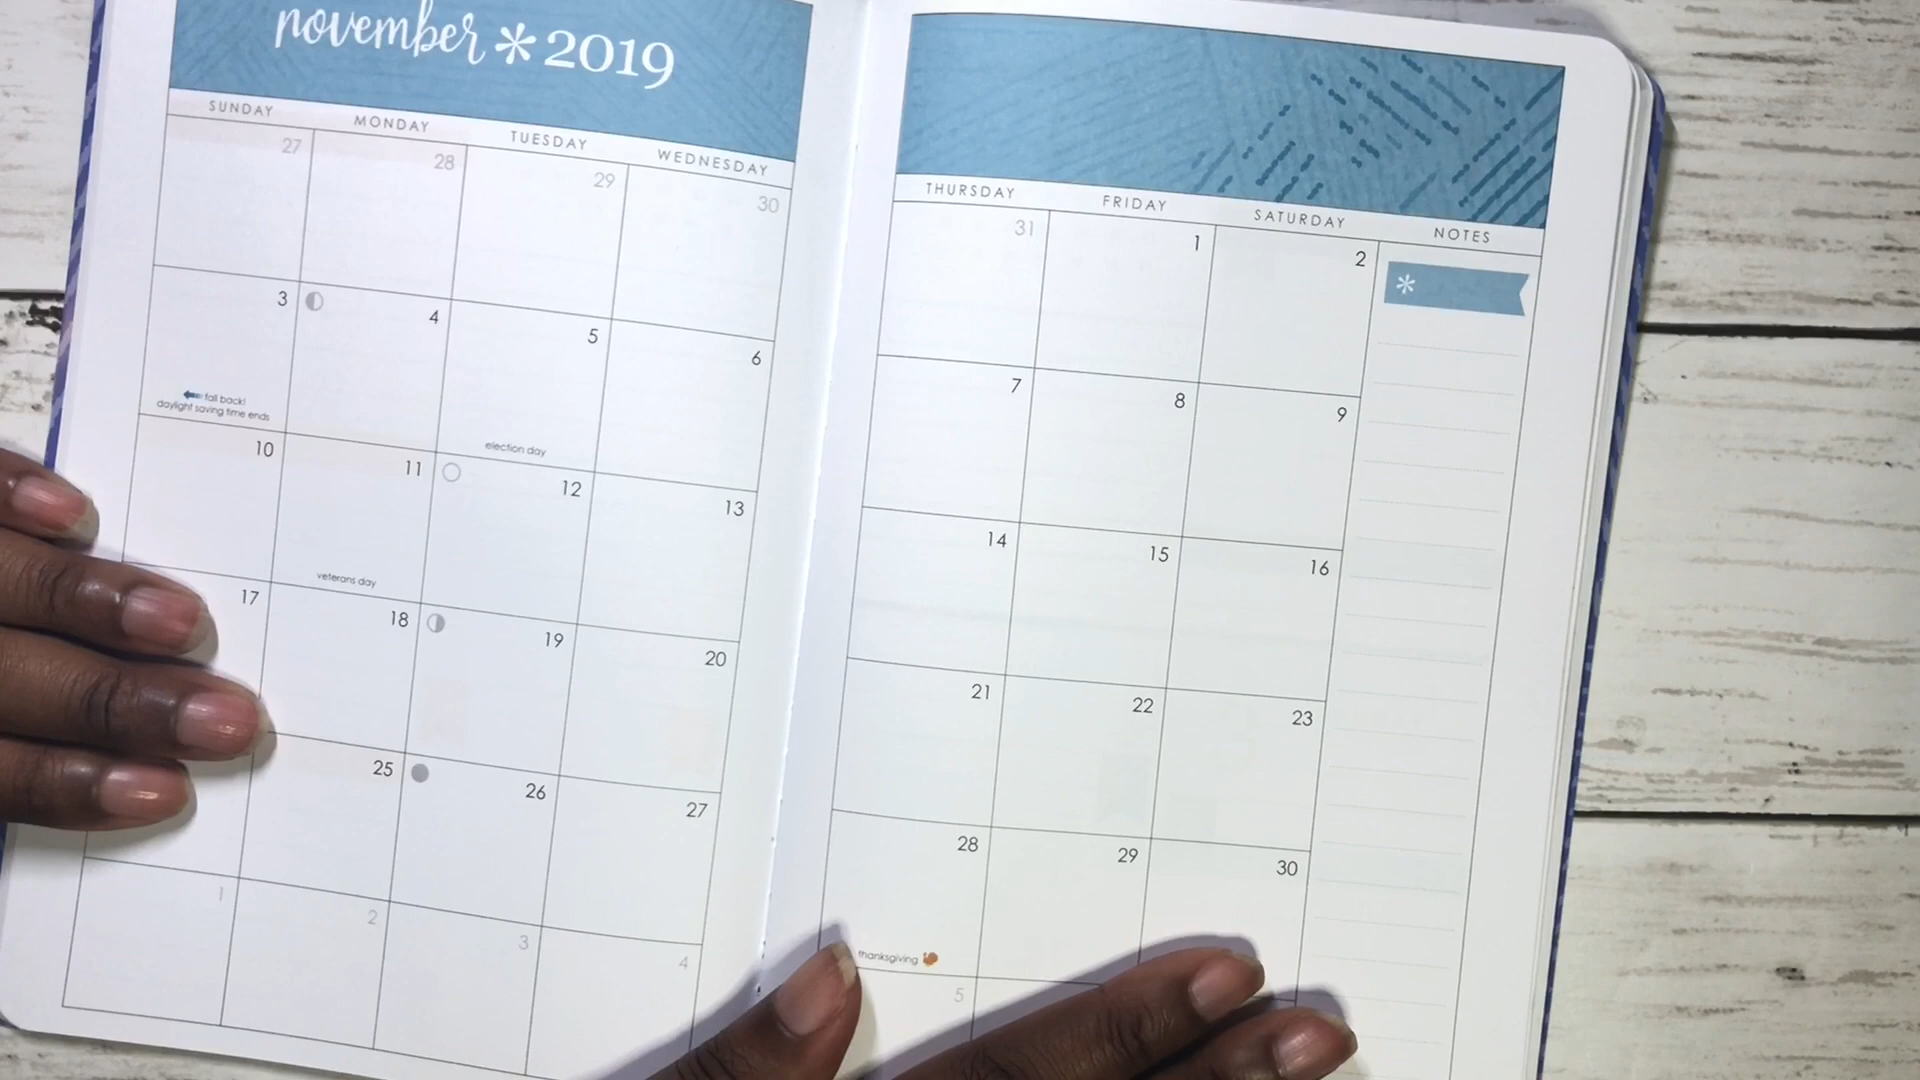 november * 2019
SUNDAY MONDAY TUESDAY WEDNESDAY THURSDAY FRIDAY SATURDAY NOTES
27 28 29 30 31 1 2
*
3 4 5 6 7 8 9
fall back!
daylight saving time ends
election day
10 11 12 13 14 15 16
veterans day
17 18 19 20 21 22 23
25 26 27 28 29 30
thanksgiving
1 2 3 4 5